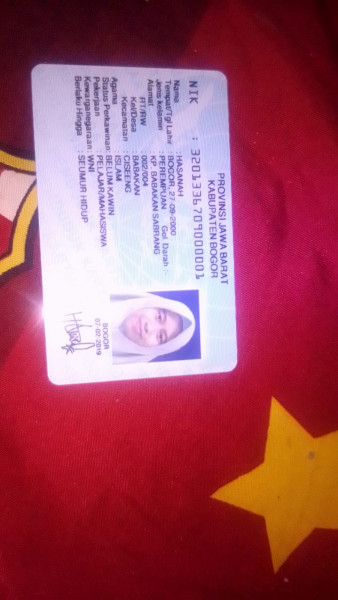 PROVINSI JAWA BARAT
KABUPATEN BOGOR
NIK : 3201336709000001
Nama : HASANAH
Tempat/Tgl Lahir : BOGOR, 27-09-2000
Jenis kelamin : PEREMPUAN Gol. Darah :
Alamat : KP. BABAKAN SABRANG
RT/RW : 002/004
Kel/Desa : BABAKAN
Kecamatan : CISEENG
Agama : ISLAM
Status Perkawinan: BELUM KAWIN
Pekerjaan : PELAJAR/MAHASISWA
Kewarganegaraan: WNI
Berlaku Hingga : SEUMUR HIDUP
BOGOR
07-02-2019